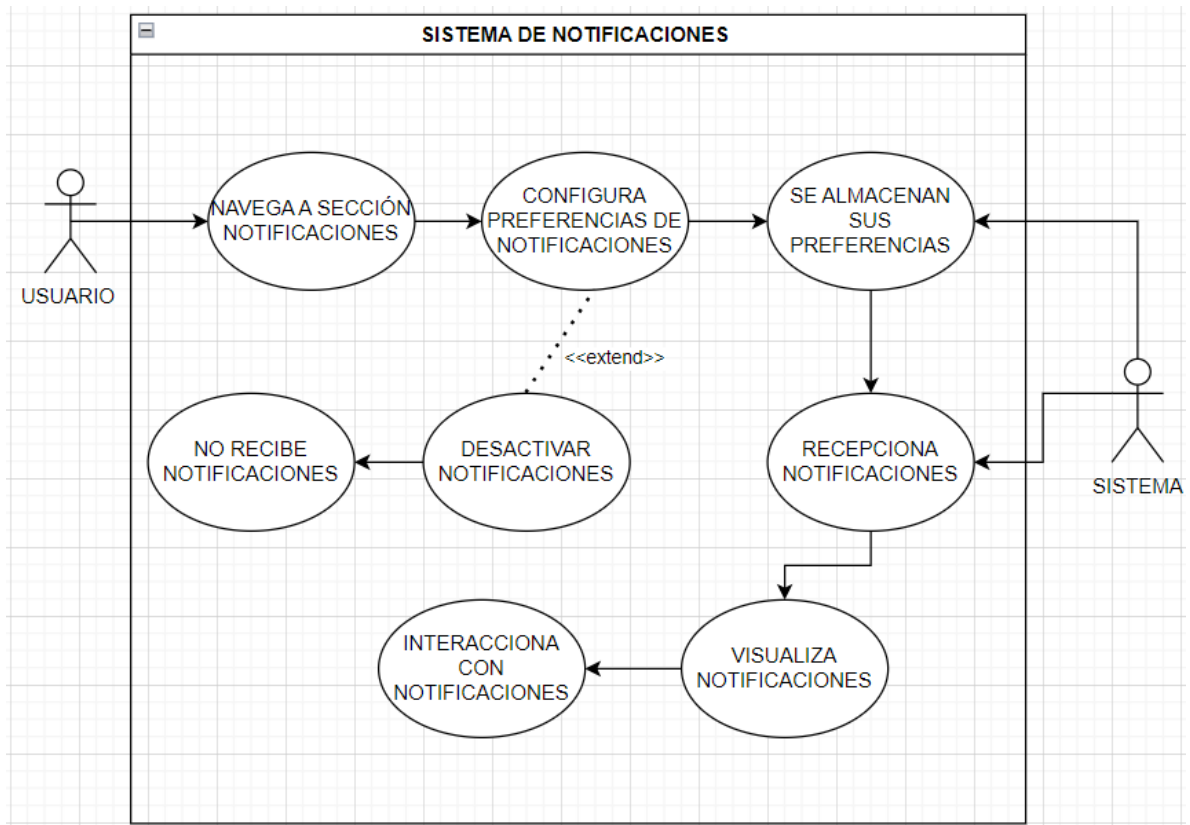 SISTEMA DE NOTIFICACIONES
NAVEGA A SECCIÓN
NOTIFICACIONES
CONFIGURA
PREFERENCIAS DE
NOTIFICACIONES
SE ALMACENAN
SUS
PREFERENCIAS
USUARIO
<<extend>>
NO RECIBE
NOTIFICACIONES
DESACTIVAR
NOTIFICACIONES
RECEPCIONA
NOTIFICACIONES
SISTEMA
INTERACCIONA
CON
NOTIFICACIONES
VISUALIZA
NOTIFICACIONES